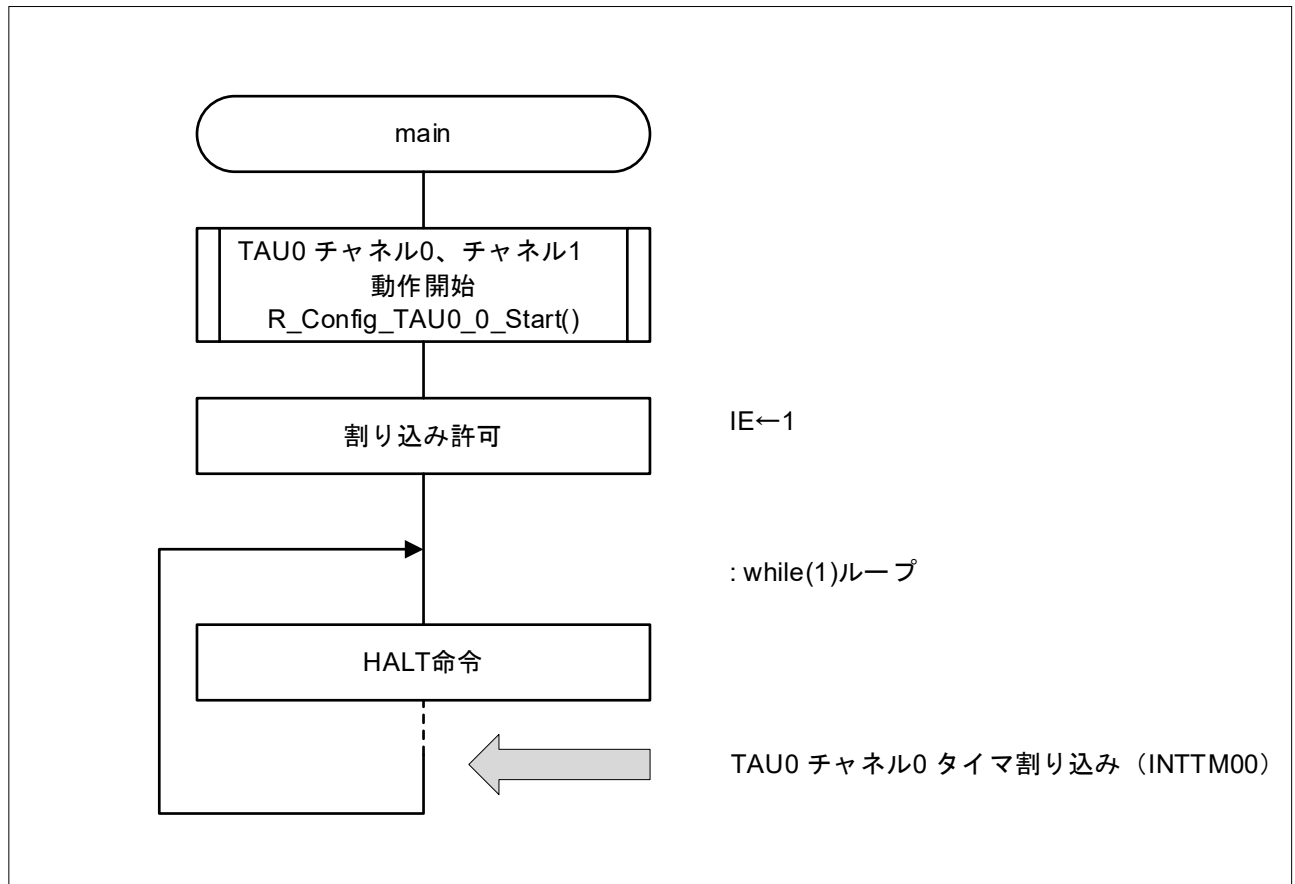 main
TAU0 チャネル0、チャネル1
動作開始
R_Config_TAU0_0_Start()
割り込み許可
IE←1
: while(1)ループ
HALT命令
TAU0 チャネル0 タイマ割り込み（INTTM00）